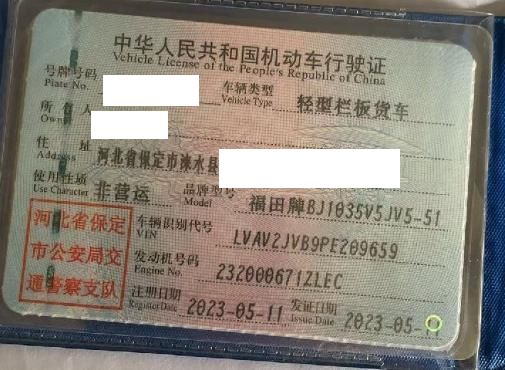 中华人民共和国机动车行驶证
Vehicle License of the People's Republic of China
号牌号码 车辆类型 轻型栏板货车
Plate No. Vehicle Type
所 有 人
Owner
住 址 河北省保定市涞水县
Address
使用性质 非营运 品牌型号 福田牌BJ1035V5JV5-51
Use Character Model
河北省保定
市公安局交
通警察支队
车辆识别代号 LVAV2JVB9PE209659
VIN
发动机号码 232000671ZLEC
Engine No.
注册日期 2023-05-11 发证日期 2023-05-
Register Date Issue Date